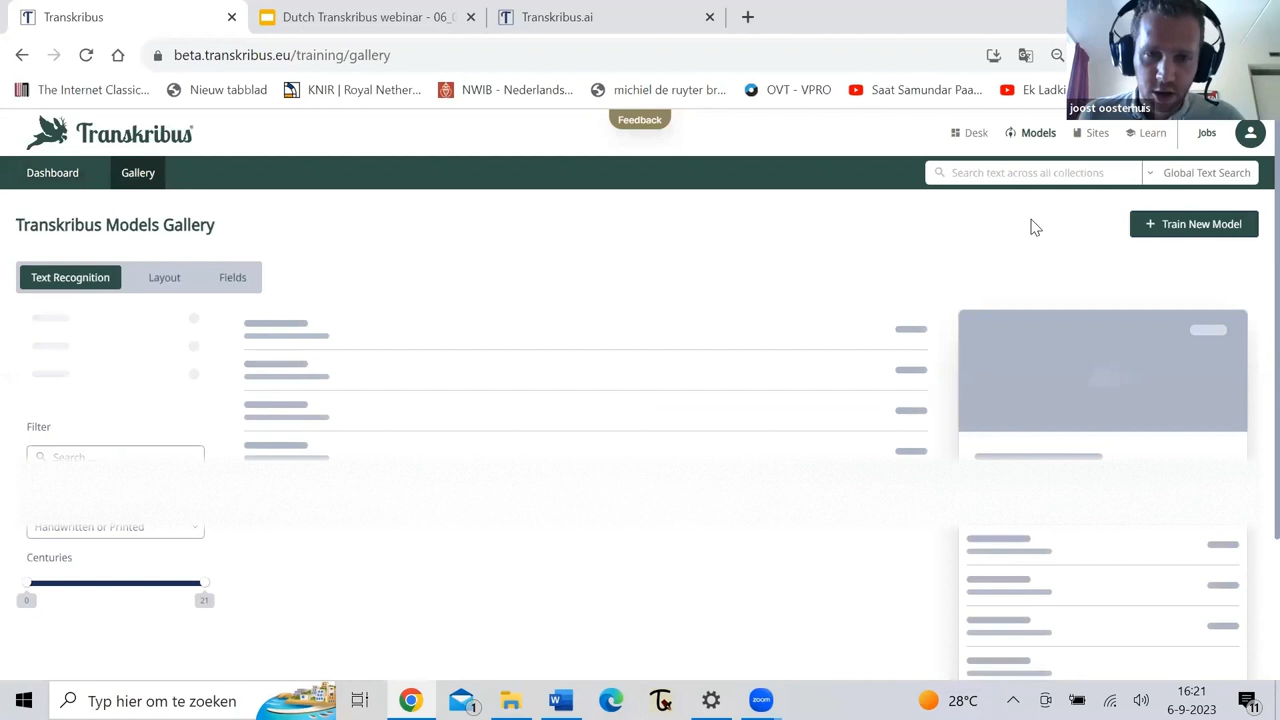 Transkribus
Dutch Transkribus webinar - 06_
Transkribus.ai
beta.transkribus.eu/training/gallery
The Internet Classic...
Nieuw tabblad
KNIR | Royal Nether...
NWIB - Nederlands...
michiel de ruyter br...
OVT - VPRO
Saat Samundar Paa...
Ek Ladki
joost oosterhuis
Transkribus
Feedback
Desk
Models
Sites
Learn
Jobs
Dashboard
Gallery
Search text across all collections
Global Text Search
Transkribus Models Gallery
+ Train New Model
Text Recognition
Layout
Fields
Filter
Search...
Handwritten or Printed
Centuries
0
21
Typ hier om te zoeken
1
zoom
28°C
16:21
6-9-2023
11